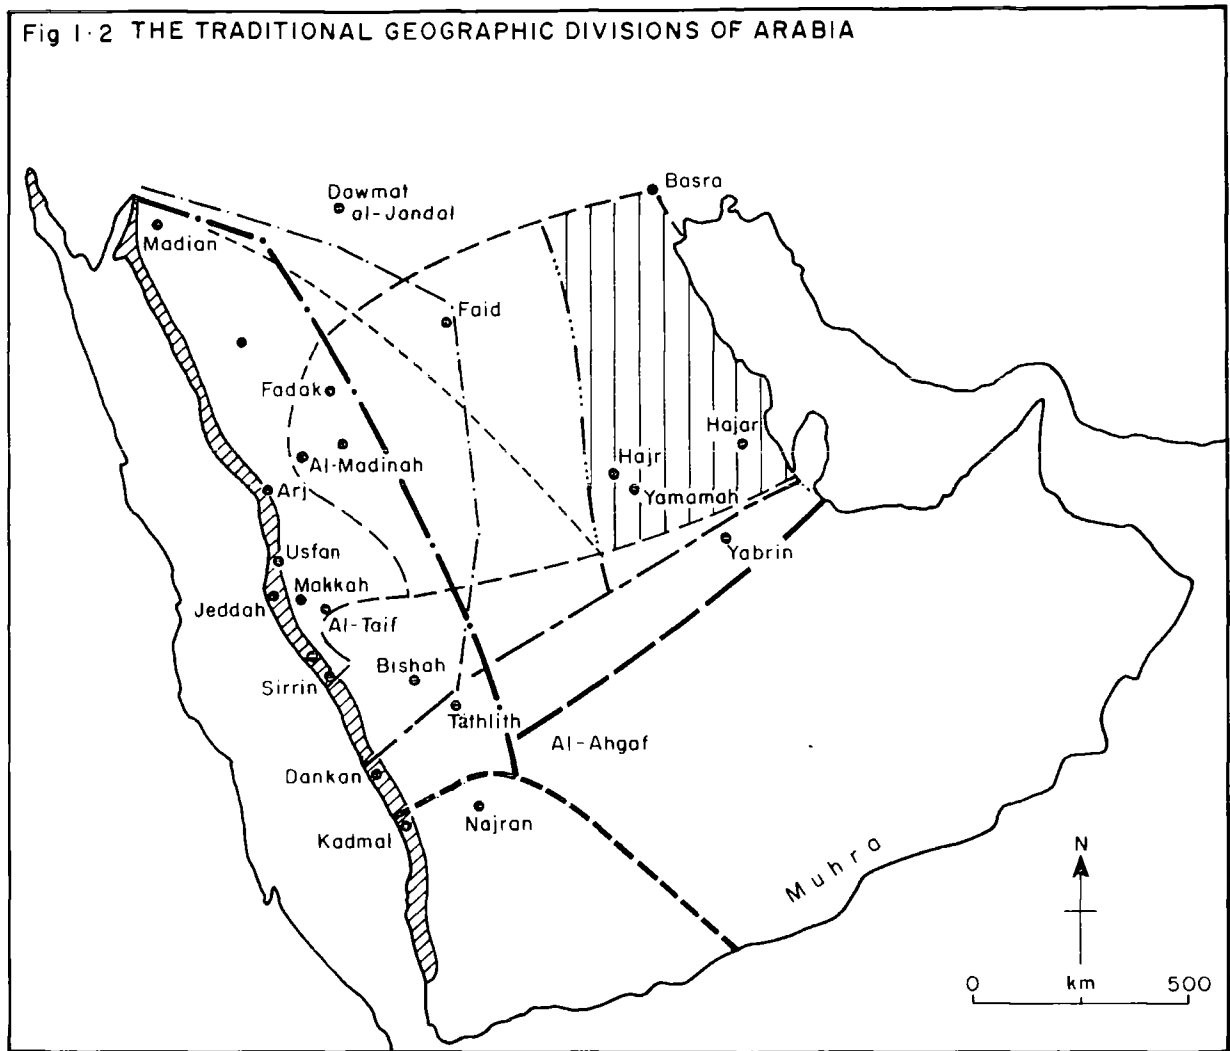 Fig 1·2 THE TRADITIONAL GEOGRAPHIC DIVISIONS OF ARABIA
Dawmat
al-Jandal
Basra
Madian
Faid
Fadak
Hajar
Al-Madinah
Hajr
Arj
Yamamah
Usfan
Yabrin
Makkah
Jeddah
Al-Taif
Bishah
Sirrin
Tathlith
Al-Ahgaf
Dankan
Najran
Kadmal
Muhra
N
0 km 500